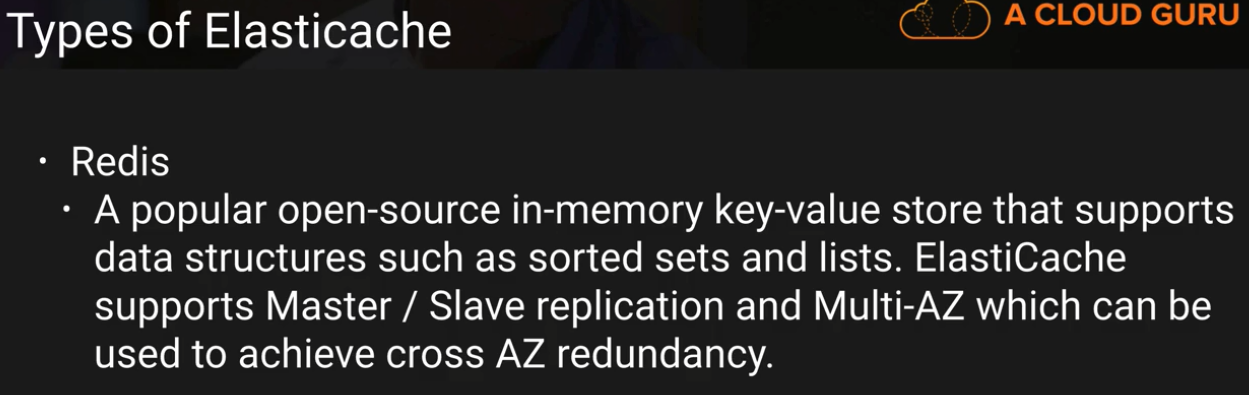 Types of Elasticache
A CLOUD GURU
· Redis
· A popular open-source in-memory key-value store that supports
data structures such as sorted sets and lists. ElastiCache
supports Master / Slave replication and Multi-AZ which can be
used to achieve cross AZ redundancy.